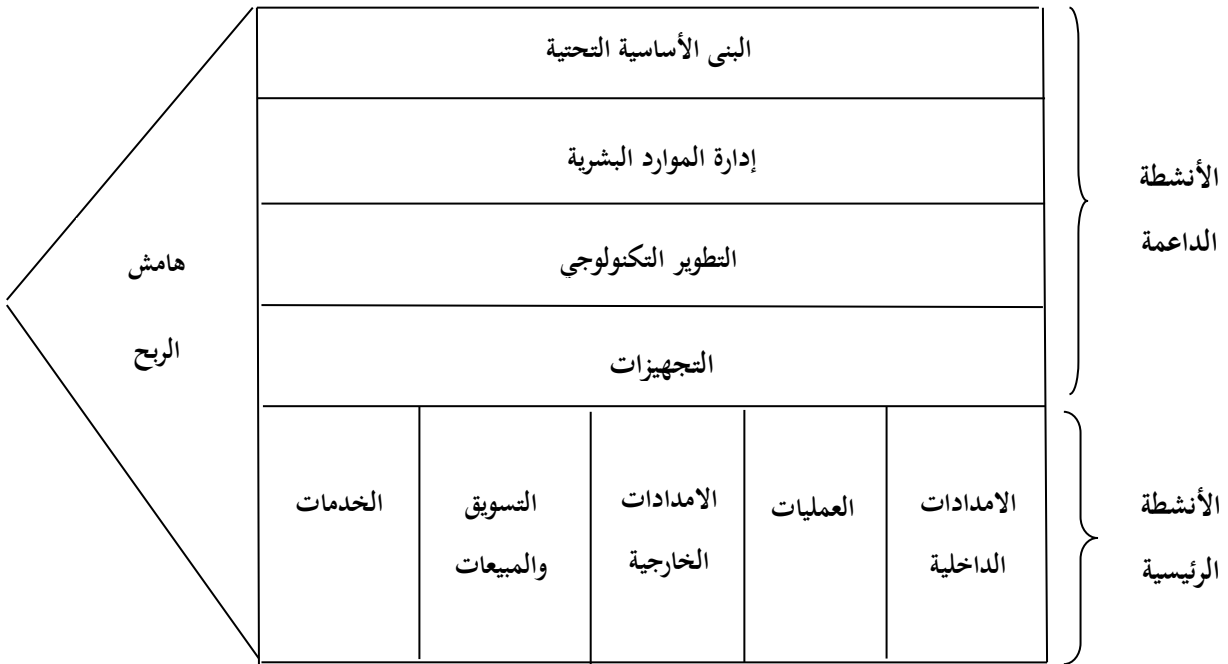 البنى الأساسية التحتية
إدارة الموارد البشرية
التطوير التكنولوجي
التجهيزات
الأنشطة
الداعمة
الامدادات
الداخلية
العمليات
الامدادات
الخارجية
التسويق
والمبيعات
الخدمات
الأنشطة
الرئيسية
هامش
الربح